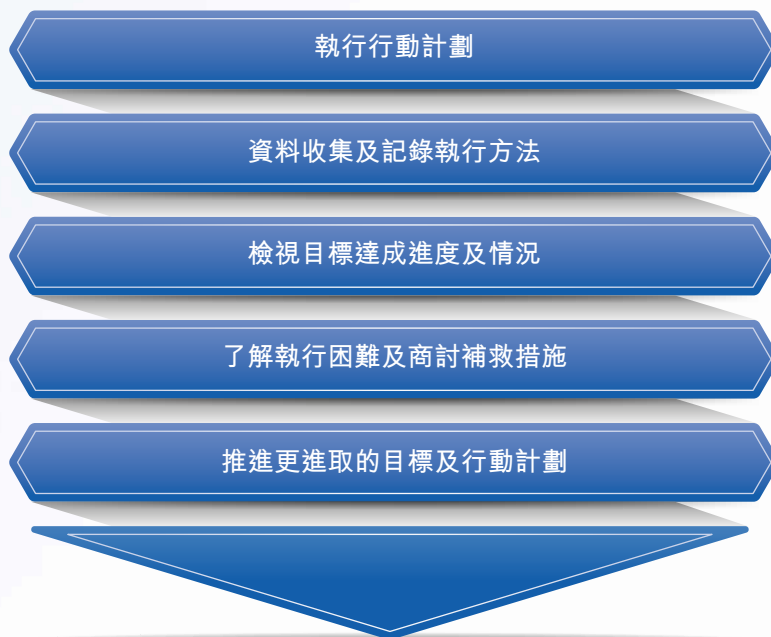 執行行動計劃
資料收集及記錄執行方法
檢視目標達成進度及情況
了解執行困難及商討補救措施
推進更進取的目標及行動計劃